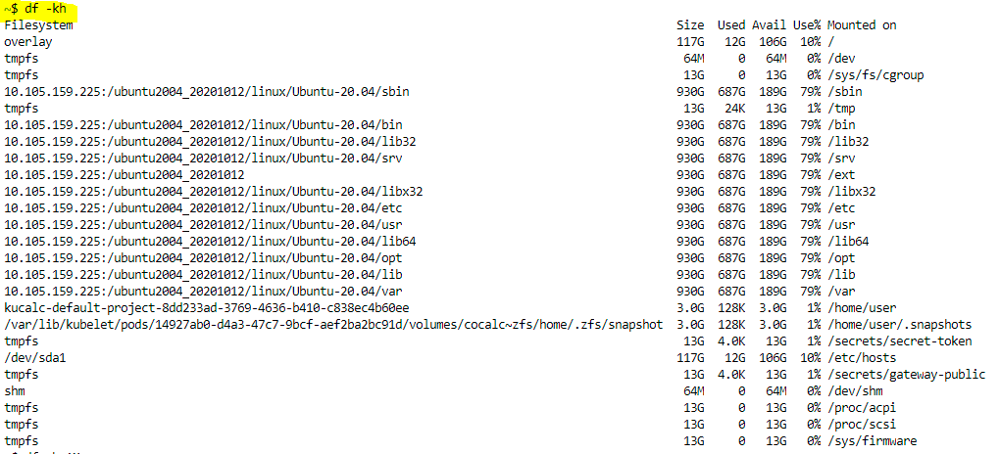 ~$ df -kh
Filesystem Size Used Avail Use% Mounted on
overlay 117G 12G 106G 10% /
tmpfs 64M 0 64M 0% /dev
tmpfs 13G 0 13G 0% /sys/fs/cgroup
10.105.159.225:/ubuntu2004_20201012/linux/Ubuntu-20.04/sbin 930G 687G 189G 79% /sbin
tmpfs 13G 24K 13G 1% /tmp
10.105.159.225:/ubuntu2004_20201012/linux/Ubuntu-20.04/bin 930G 687G 189G 79% /bin
10.105.159.225:/ubuntu2004_20201012/linux/Ubuntu-20.04/lib32 930G 687G 189G 79% /lib32
10.105.159.225:/ubuntu2004_20201012/linux/Ubuntu-20.04/srv 930G 687G 189G 79% /srv
10.105.159.225:/ubuntu2004_20201012 930G 687G 189G 79% /ext
10.105.159.225:/ubuntu2004_20201012/linux/Ubuntu-20.04/libx32 930G 687G 189G 79% /libx32
10.105.159.225:/ubuntu2004_20201012/linux/Ubuntu-20.04/etc 930G 687G 189G 79% /etc
10.105.159.225:/ubuntu2004_20201012/linux/Ubuntu-20.04/usr 930G 687G 189G 79% /usr
10.105.159.225:/ubuntu2004_20201012/linux/Ubuntu-20.04/lib64 930G 687G 189G 79% /lib64
10.105.159.225:/ubuntu2004_20201012/linux/Ubuntu-20.04/opt 930G 687G 189G 79% /opt
10.105.159.225:/ubuntu2004_20201012/linux/Ubuntu-20.04/lib 930G 687G 189G 79% /lib
10.105.159.225:/ubuntu2004_20201012/linux/Ubuntu-20.04/var 930G 687G 189G 79% /var
kucalc-default-project-8dd233ad-3769-4636-b410-c838ec4b60ee 3.0G 128K 3.0G 1% /home/user
/var/lib/kubelet/pods/14927ab0-d4a3-47c7-9bcf-aef2ba2bc91d/volumes/cocalc~zfs/home/.zfs/snapshot 3.0G 128K 3.0G 1% /home/user/.snapshots
tmpfs 13G 4.0K 13G 1% /secrets/secret-token
/dev/sda1 117G 12G 106G 10% /etc/hosts
tmpfs 13G 4.0K 13G 1% /secrets/gateway-public
shm 64M 0 64M 0% /dev/shm
tmpfs 13G 0 13G 0% /proc/acpi
tmpfs 13G 0 13G 0% /proc/scsi
tmpfs 13G 0 13G 0% /sys/firmware